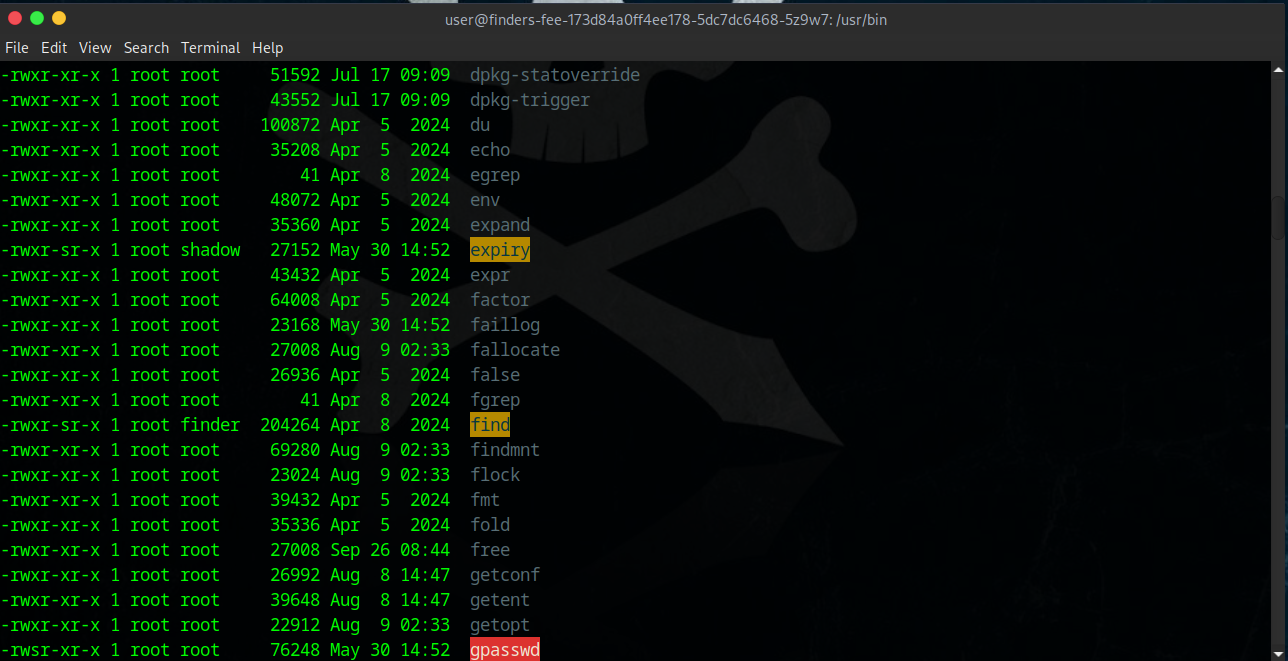 user@finders-fee-173d84a0ff4ee178-5dc7dc6468-5z9w7: /usr/bin
File Edit View Search Terminal Help
-rwxr-xr-x 1 root root     51592 Jul 17 09:09  dpkg-statoverride
-rwxr-xr-x 1 root root     43552 Jul 17 09:09  dpkg-trigger
-rwxr-xr-x 1 root root    100872 Apr  5  2024  du
-rwxr-xr-x 1 root root     35208 Apr  5  2024  echo
-rwxr-xr-x 1 root root        41 Apr  8  2024  egrep
-rwxr-xr-x 1 root root     48072 Apr  5  2024  env
-rwxr-xr-x 1 root root     35360 Apr  5  2024  expand
-rwxr-sr-x 1 root shadow   27152 May 30 14:52  expiry
-rwxr-xr-x 1 root root     43432 Apr  5  2024  expr
-rwxr-xr-x 1 root root     64008 Apr  5  2024  factor
-rwxr-xr-x 1 root root     23168 May 30 14:52  faillog
-rwxr-xr-x 1 root root     27008 Aug  9 02:33  fallocate
-rwxr-xr-x 1 root root     26936 Apr  5  2024  false
-rwxr-xr-x 1 root root        41 Apr  8  2024  fgrep
-rwxr-sr-x 1 root finder  204264 Apr  8  2024  find
-rwxr-xr-x 1 root root     69280 Aug  9 02:33  findmnt
-rwxr-xr-x 1 root root     23024 Aug  9 02:33  flock
-rwxr-xr-x 1 root root     39432 Apr  5  2024  fmt
-rwxr-xr-x 1 root root     35336 Apr  5  2024  fold
-rwxr-xr-x 1 root root     27008 Sep 26 08:44  free
-rwxr-xr-x 1 root root     26992 Aug  8 14:47  getconf
-rwxr-xr-x 1 root root     39648 Aug  8 14:47  getent
-rwxr-xr-x 1 root root     22912 Aug  9 02:33  getopt
-rwsr-xr-x 1 root root     76248 May 30 14:52  gpasswd